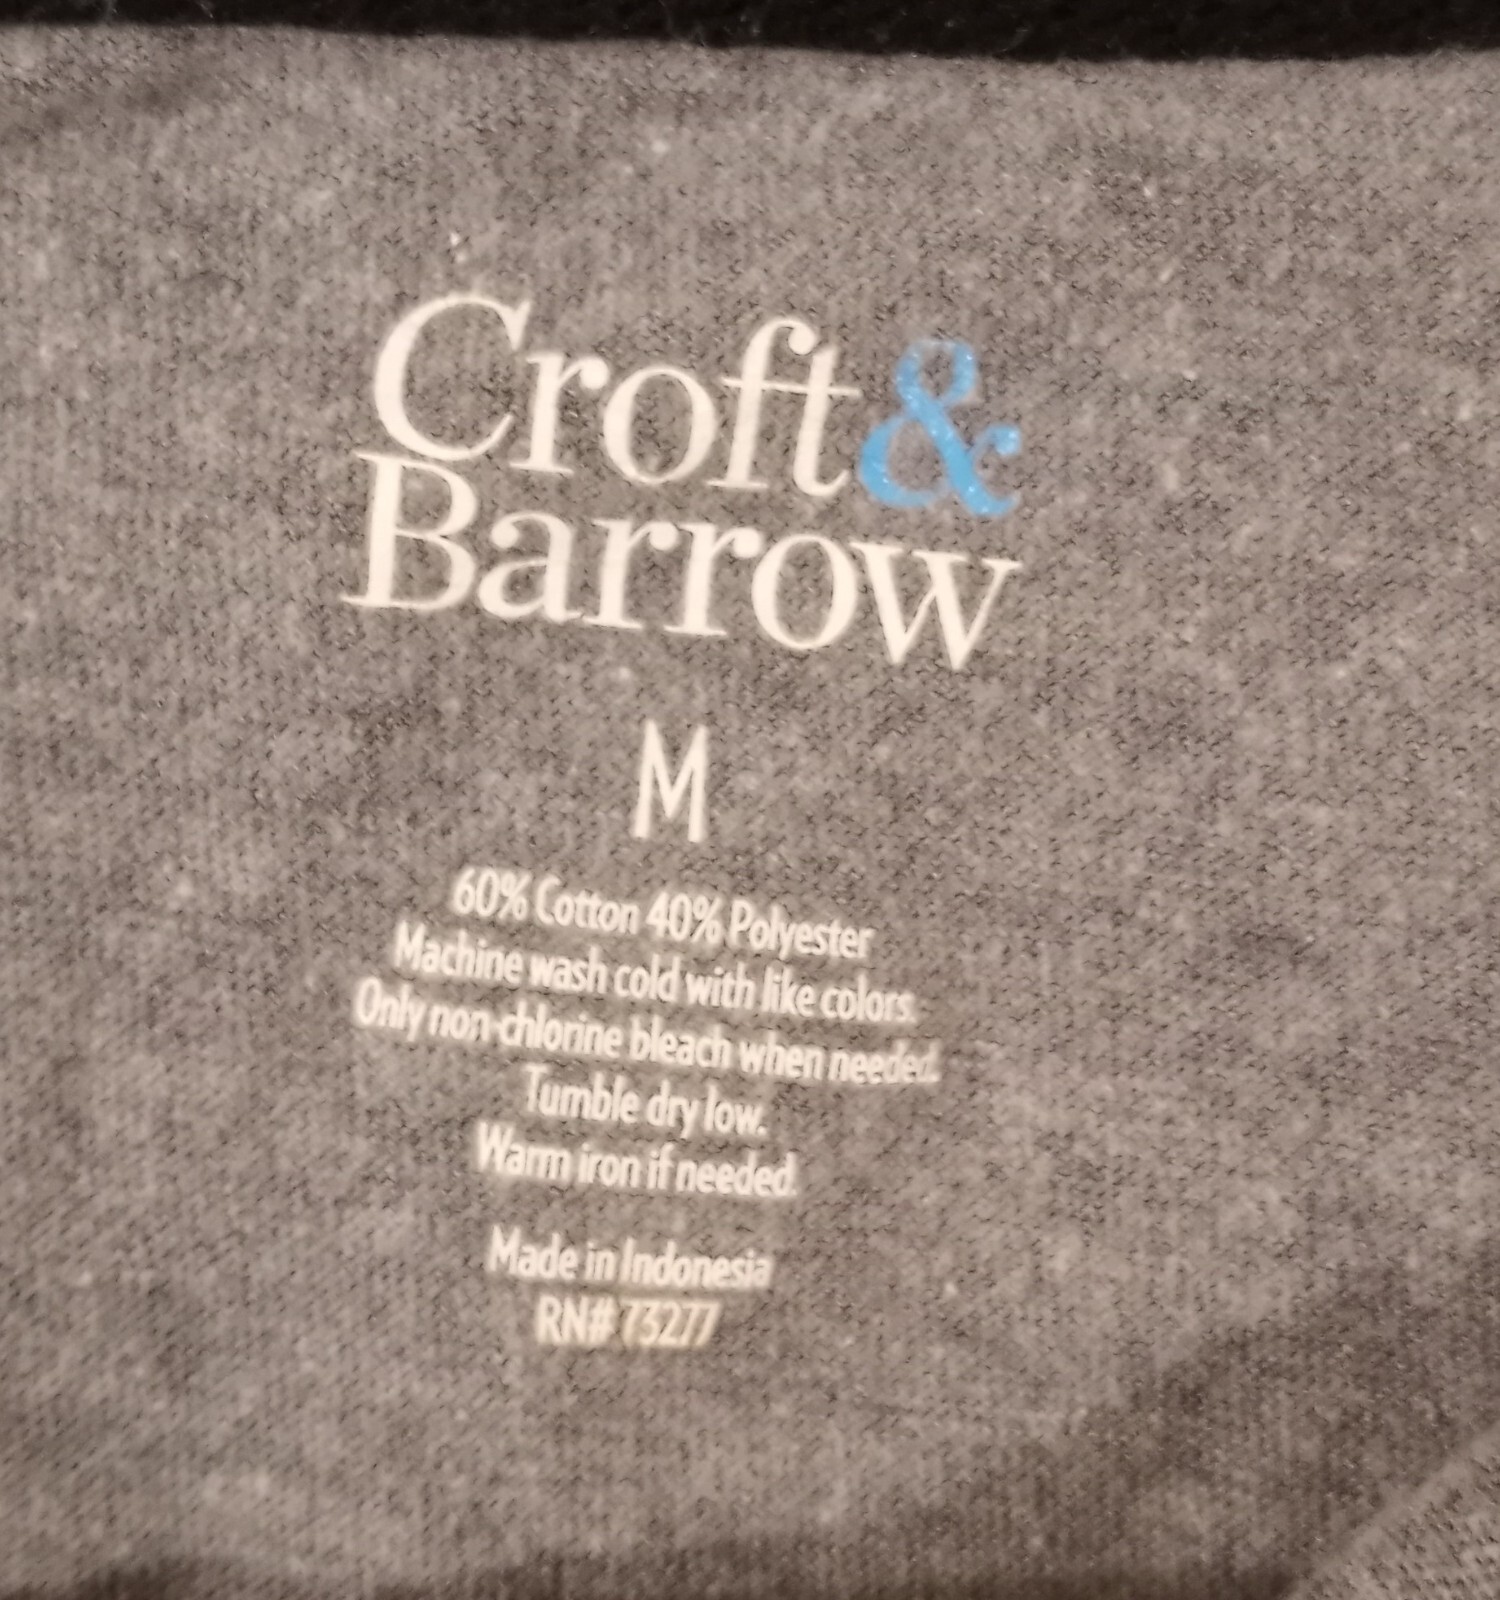 Croft &
Barrow
M
60% Cotton 40% Polyester
Machine wash cold with like colors.
Only non-chlorine bleach when needed.
Tumble dry low.
Warm iron if needed.
Made in Indonesia
RN# 73277